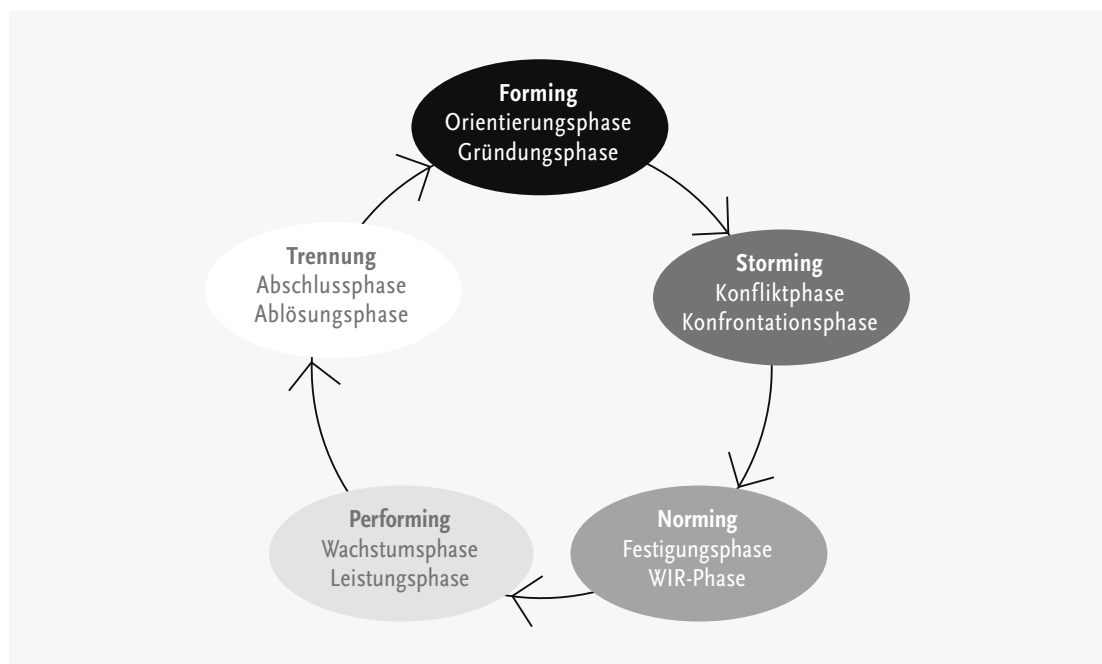 Forming
Orientierungsphase
Gründungsphase
Storming
Konfliktphase
Konfrontationsphase
Norming
Festigungsphase
WIR-Phase
Performing
Wachstumsphase
Leistungsphase
Trennung
Abschlussphase
Ablösungsphase